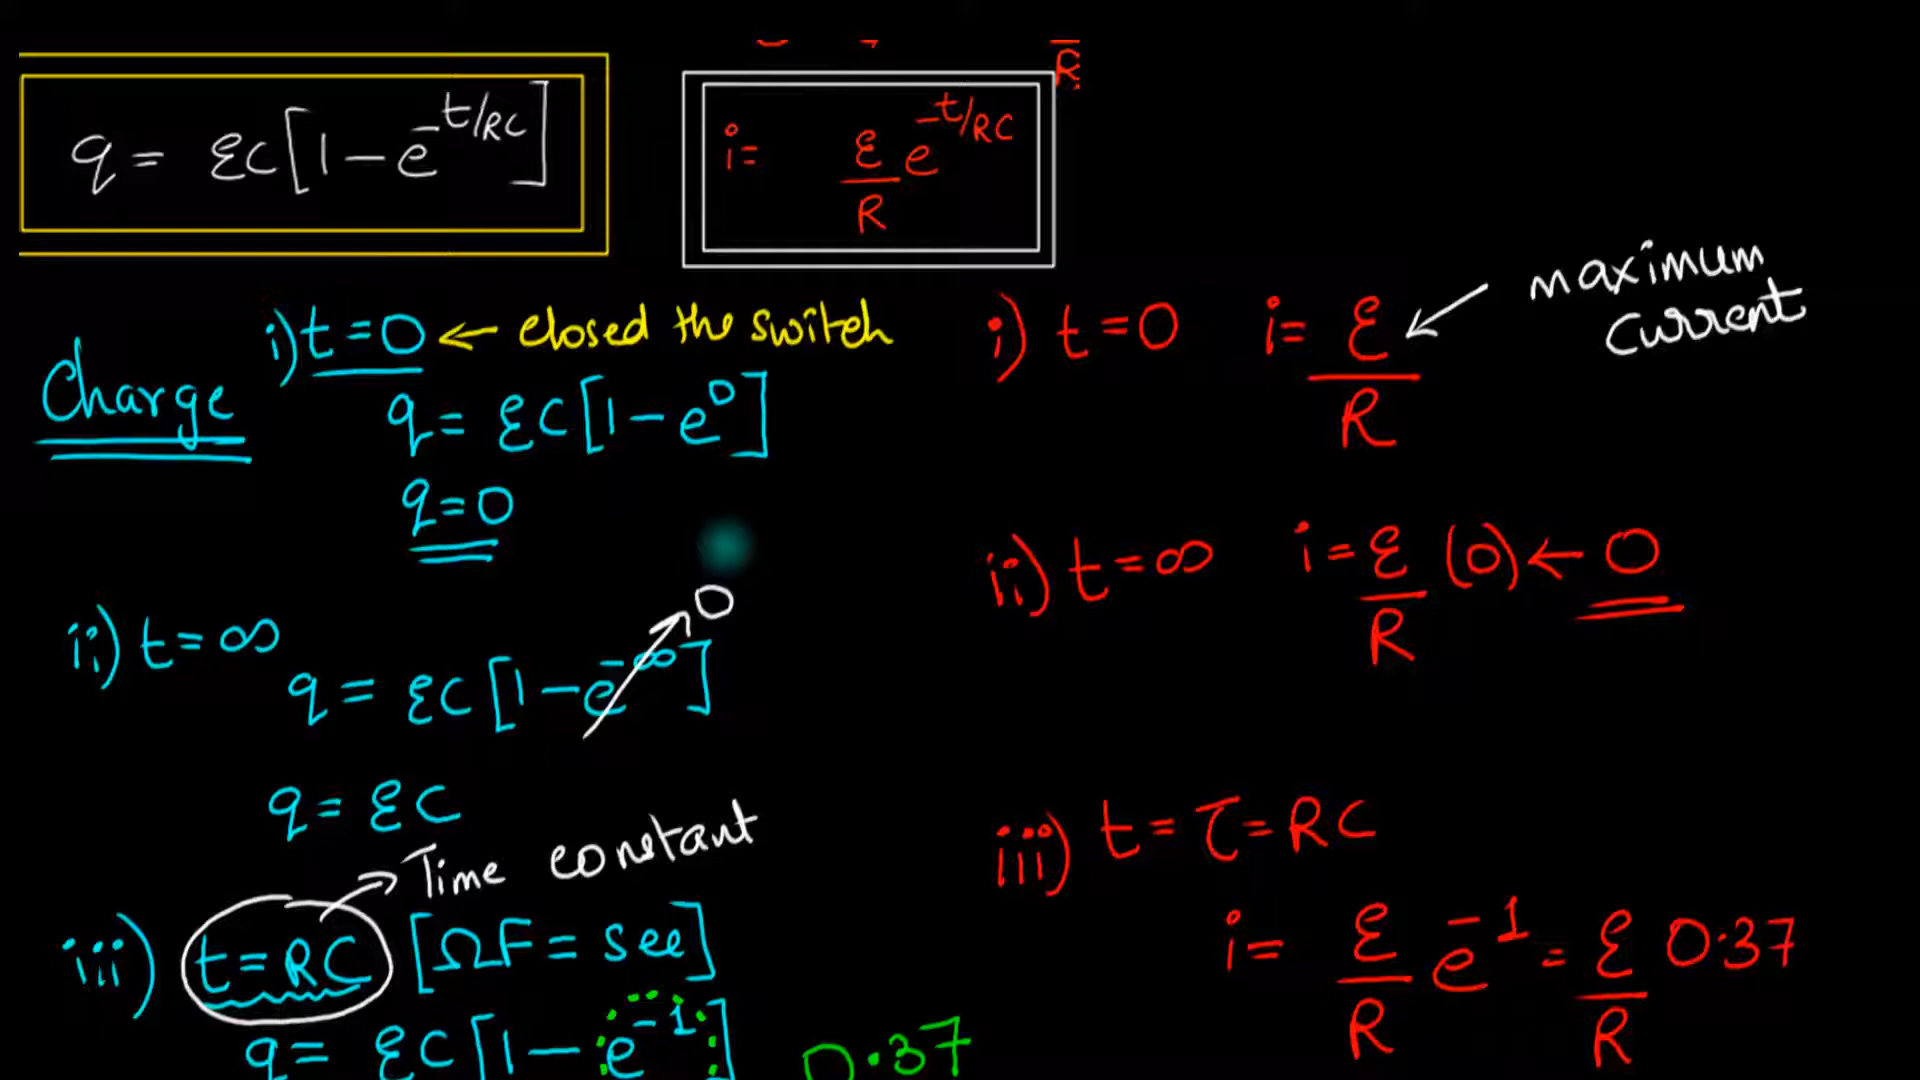 q = εC[1 - e^{-t/RC}]
R
i = ε/R e^{-t/RC}
Charge
i) t = 0 ← closed the switch
q = εC[1 - e^0]
q = 0
ii) t = ∞
q = εC[1 - e^{-∞}] 0
q = εC
→ Time constant
iii) t = RC [ΩF = sec]
q = εC[1 - e^{-1}] 0.37
i) t = 0 i = ε/R ← maximum current
ii) t = ∞ i = ε/R (0) ← 0
iii) t = τ = RC
i = ε/R e^{-1} = ε/R 0.37